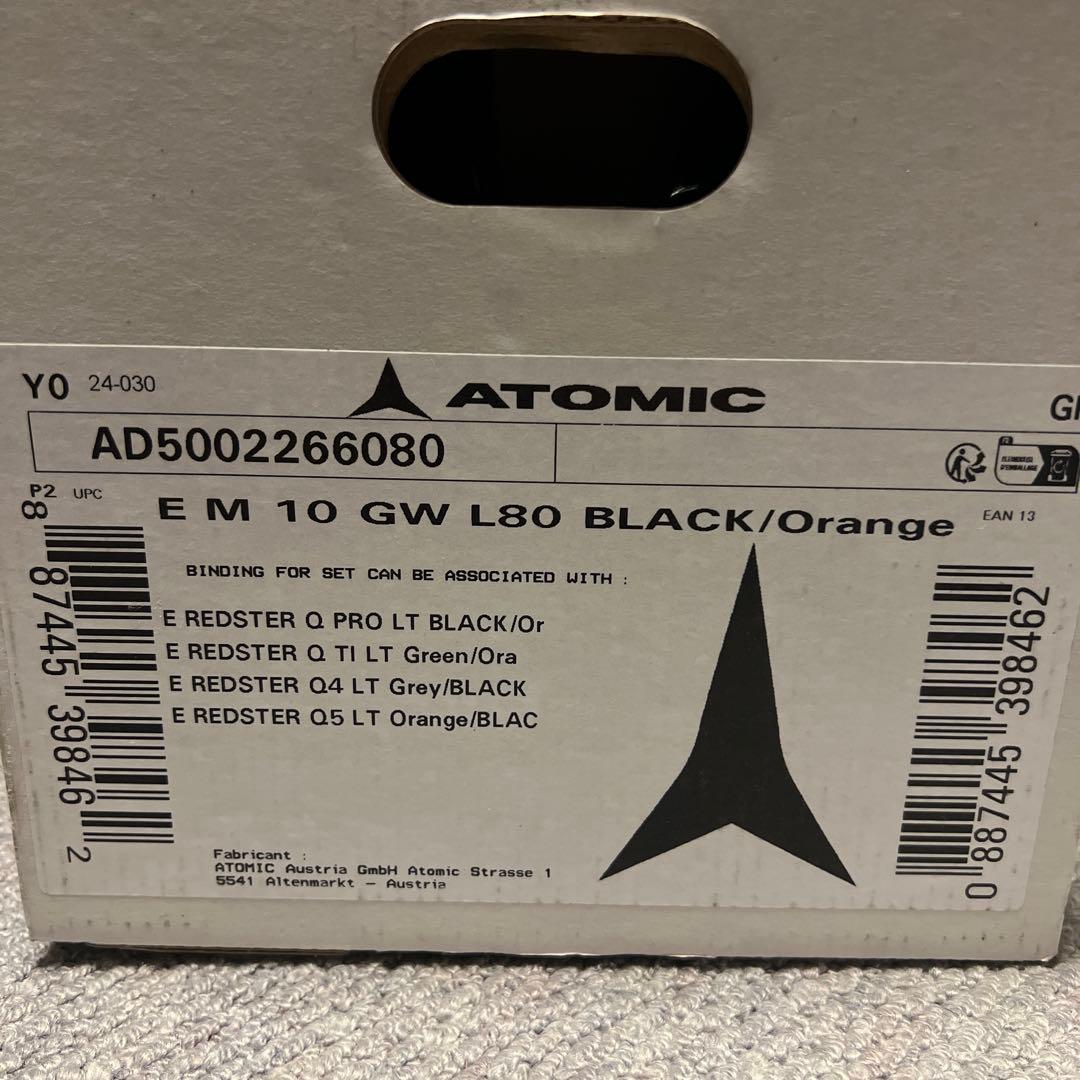 Y0 24-030 ATOMIC
AD5002266080
P2 UPC
E M 10 GW L80 BLACK/Orange
EAN 13
BINDING FOR SET CAN BE ASSOCIATED WITH :
E REDSTER Q PRO LT BLACK/Or
E REDSTER Q TI LT Green/Ora
E REDSTER Q4 LT Grey/BLACK
E REDSTER Q5 LT Orange/BLAC
8 87445 39846 2
0 887445 398462
Fabricant :
ATOMIC Austria GmbH Atomic Strasse 1
5541 Altenmarkt – Austria